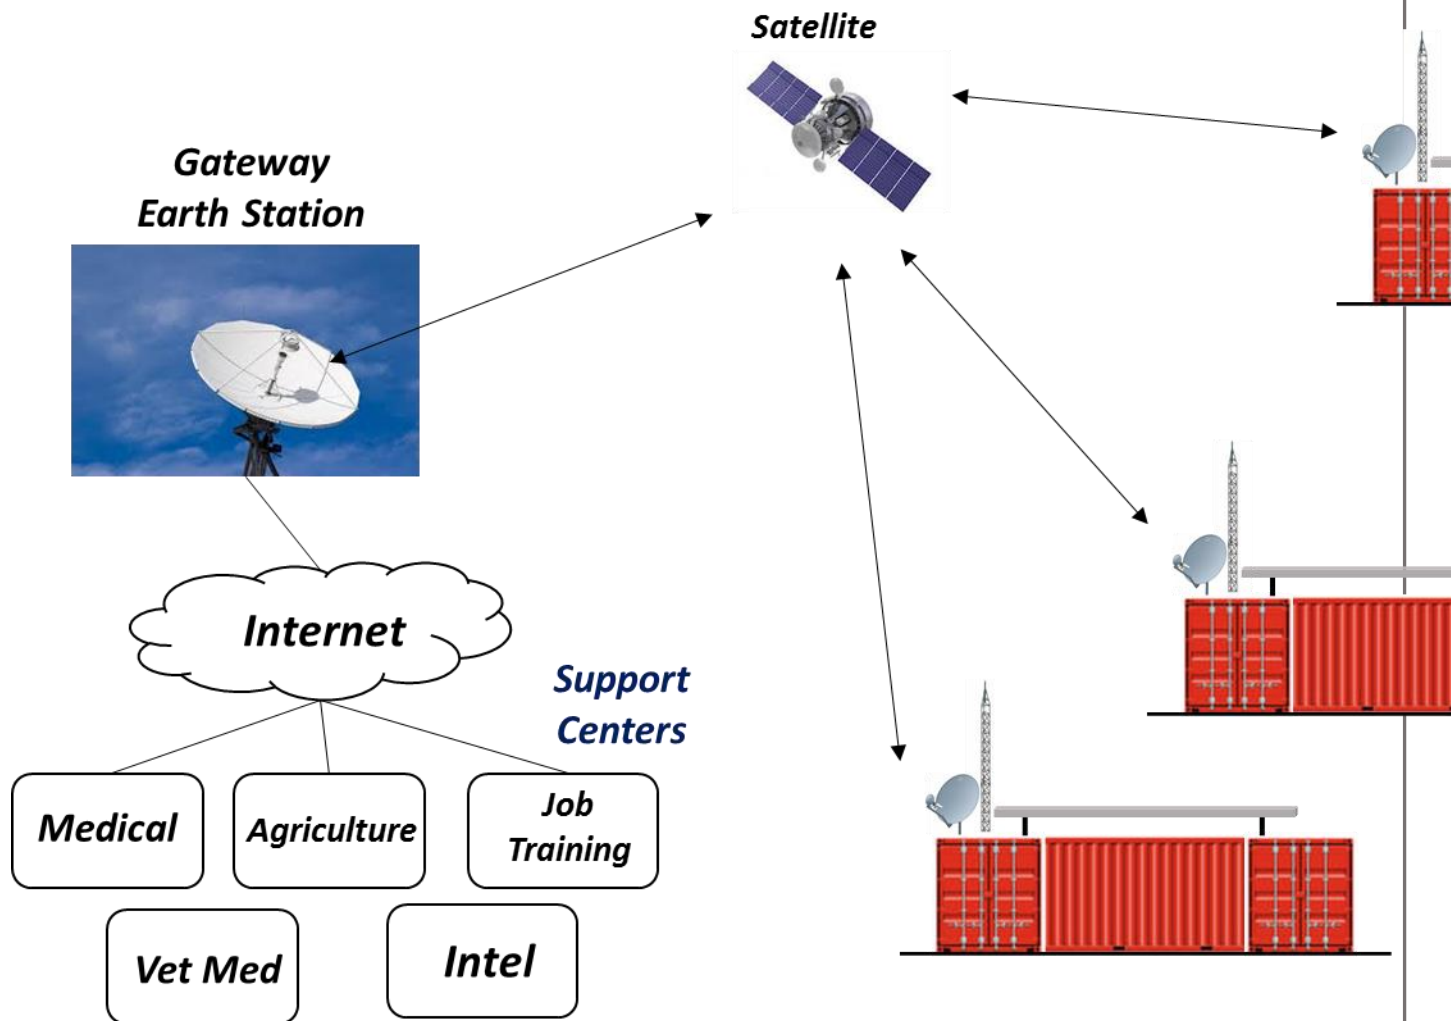 Satellite
Gateway
Earth Station
Internet
Support
Centers
Medical
Agriculture
Job
Training
Vet Med
Intel